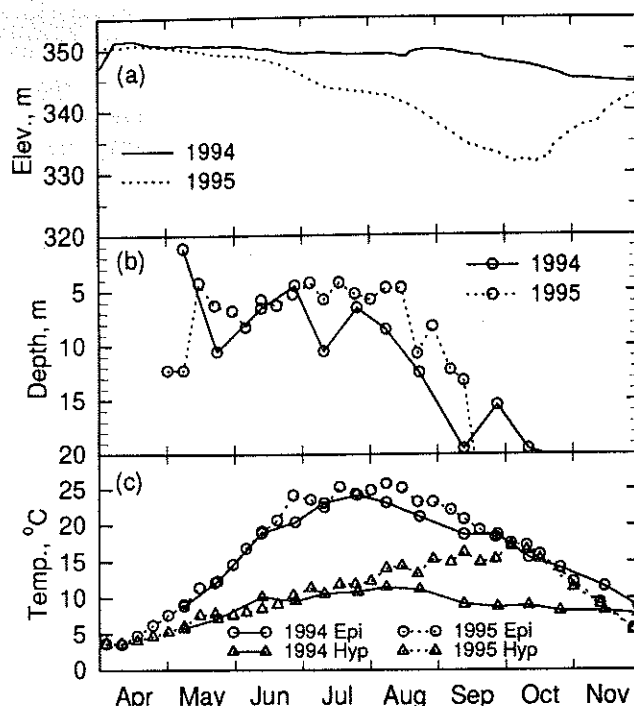 (a)
Elev., m
350
340
330
320
1994
1995
(b)
Depth, m
5
10
15
20
1994
1995
(c)
Temp., °C
25
20
15
10
5
0
1994 Epi
1995 Epi
1994 Hyp
1995 Hyp
Apr May Jun Jul Aug Sep Oct Nov